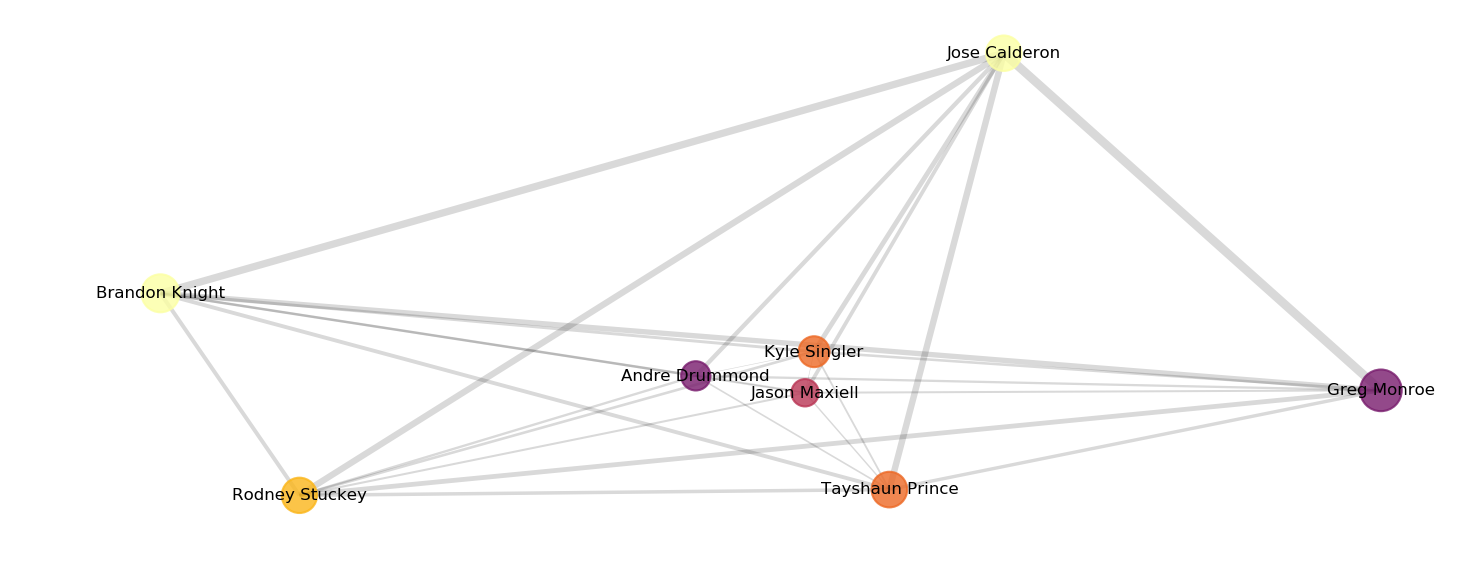 Jose Calderon
Brandon Knight
Kyle Singler
Andre Drummond
Jason Maxiell
Greg Monroe
Tayshaun Prince
Rodney Stuckey